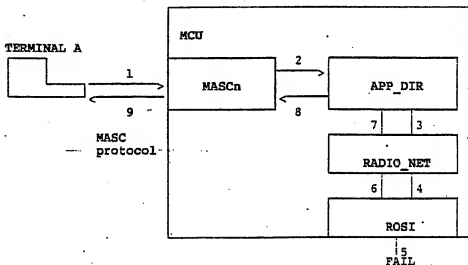 MCU
TERMINAL A
1
2
MASCn
APP_DIR
9
8
7 3
MASC
protocol
RADIO_NET
6 4
ROSI
5
FAIL